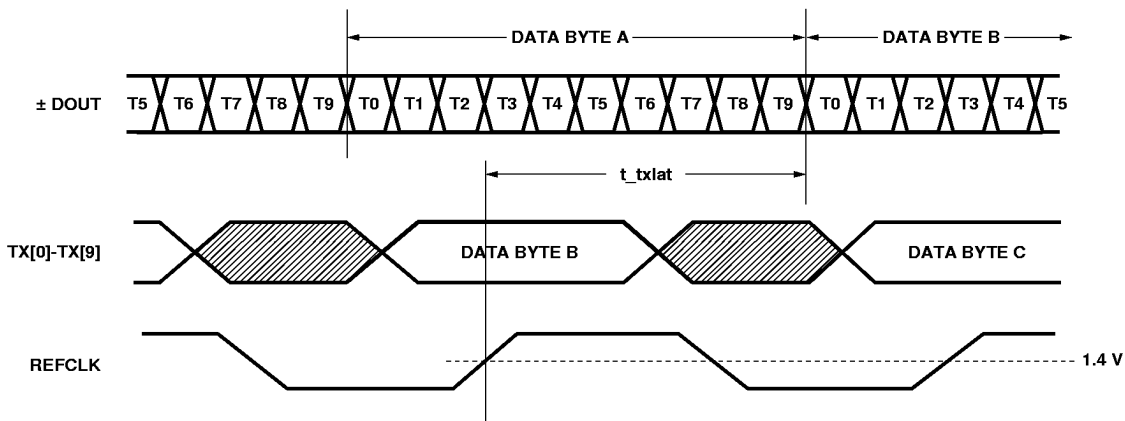 DATA BYTE A DATA BYTE B
± DOUT T5 T6 T7 T8 T9 T0 T1 T2 T3 T4 T5 T6 T7 T8 T9 T0 T1 T2 T3 T4 T5
t_txlat
TX[0]-TX[9] DATA BYTE B DATA BYTE C
REFCLK 1.4 V